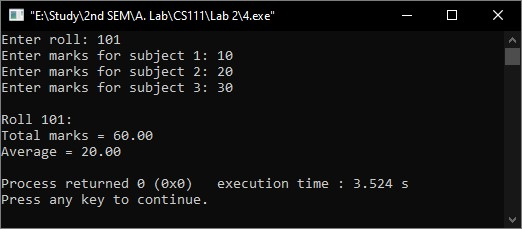 "E:\Study\2nd SEM\A. Lab\CS111\Lab 2\4.exe"
Enter roll: 101
Enter marks for subject 1: 10
Enter marks for subject 2: 20
Enter marks for subject 3: 30
Roll 101:
Total marks = 60.00
Average = 20.00
Process returned 0 (0x0)   execution time : 3.524 s
Press any key to continue.